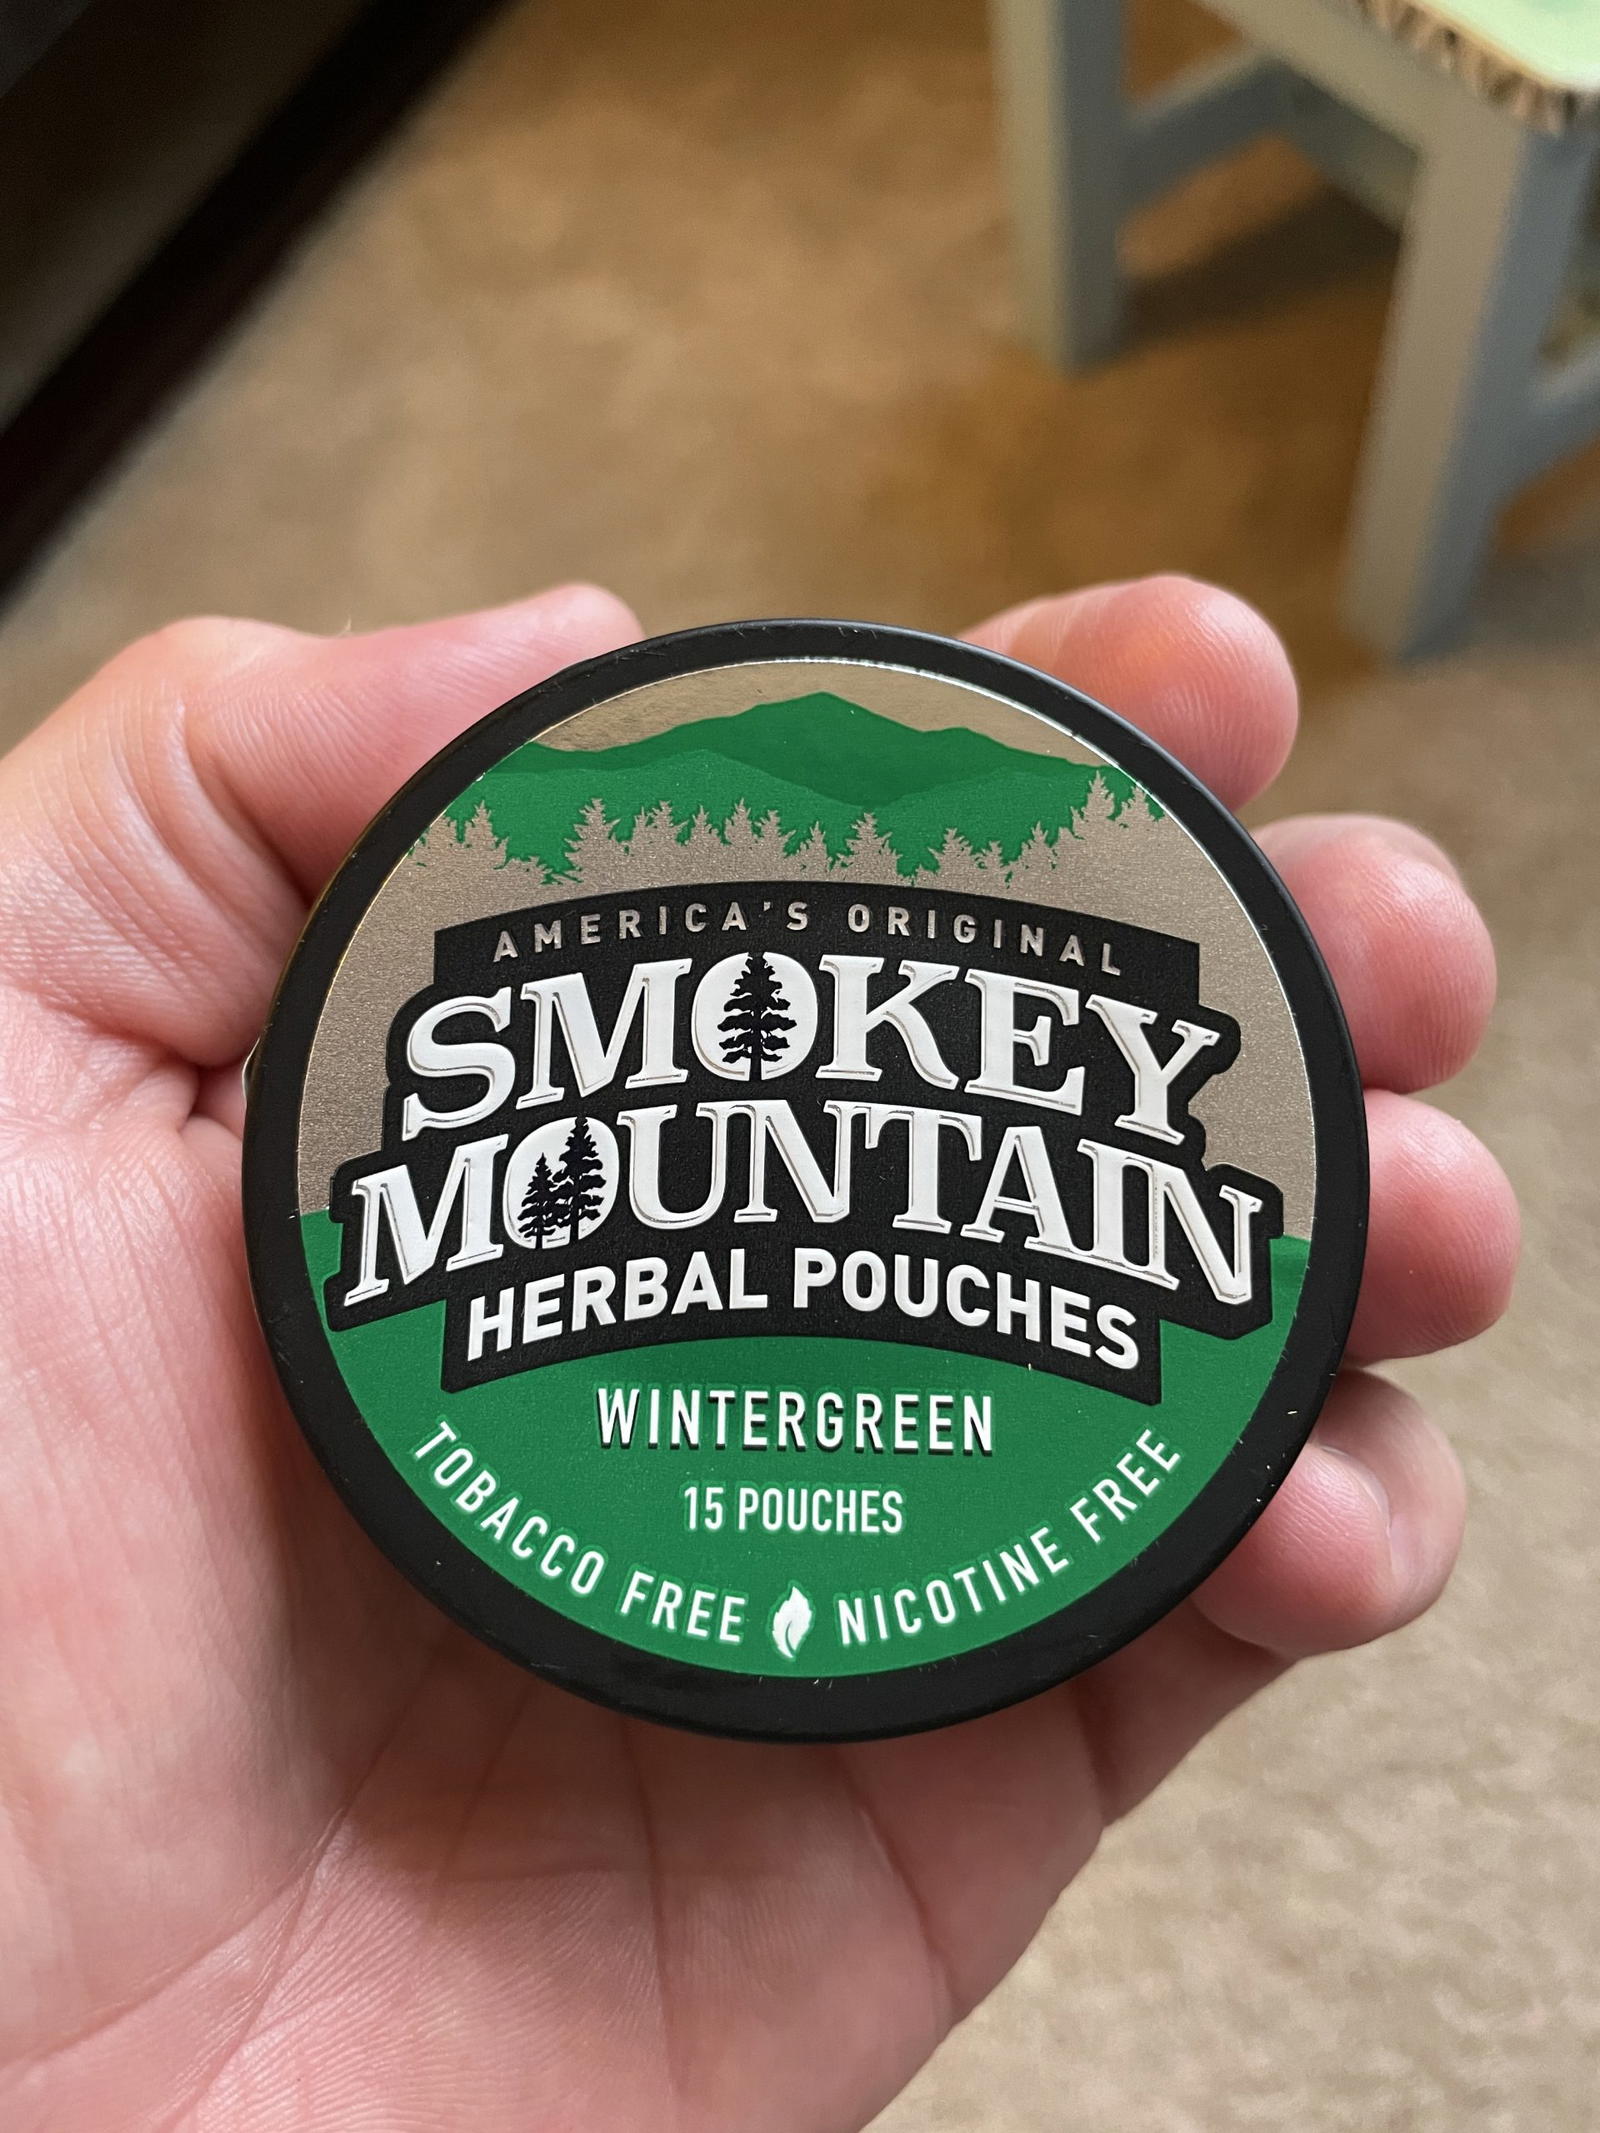 AMERICA'S ORIGINAL
SMOKEY
MOUNTAIN
HERBAL POUCHES
WINTERGREEN
15 POUCHES
TOBACCO FREE NICOTINE FREE